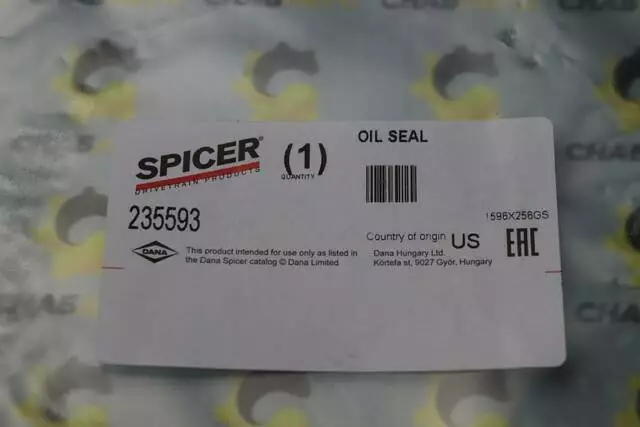 SPICER®
DRIVETRAIN PRODUCTS
(1)
QUANTITY
OIL SEAL
235593
1596X256GS
Country of origin US
EAC
DANA
This product intended for use only as listed in
the Dana Spicer catalog © Dana Limited
Dana Hungary Ltd.
Körtefa st, 9027 Győr, Hungary